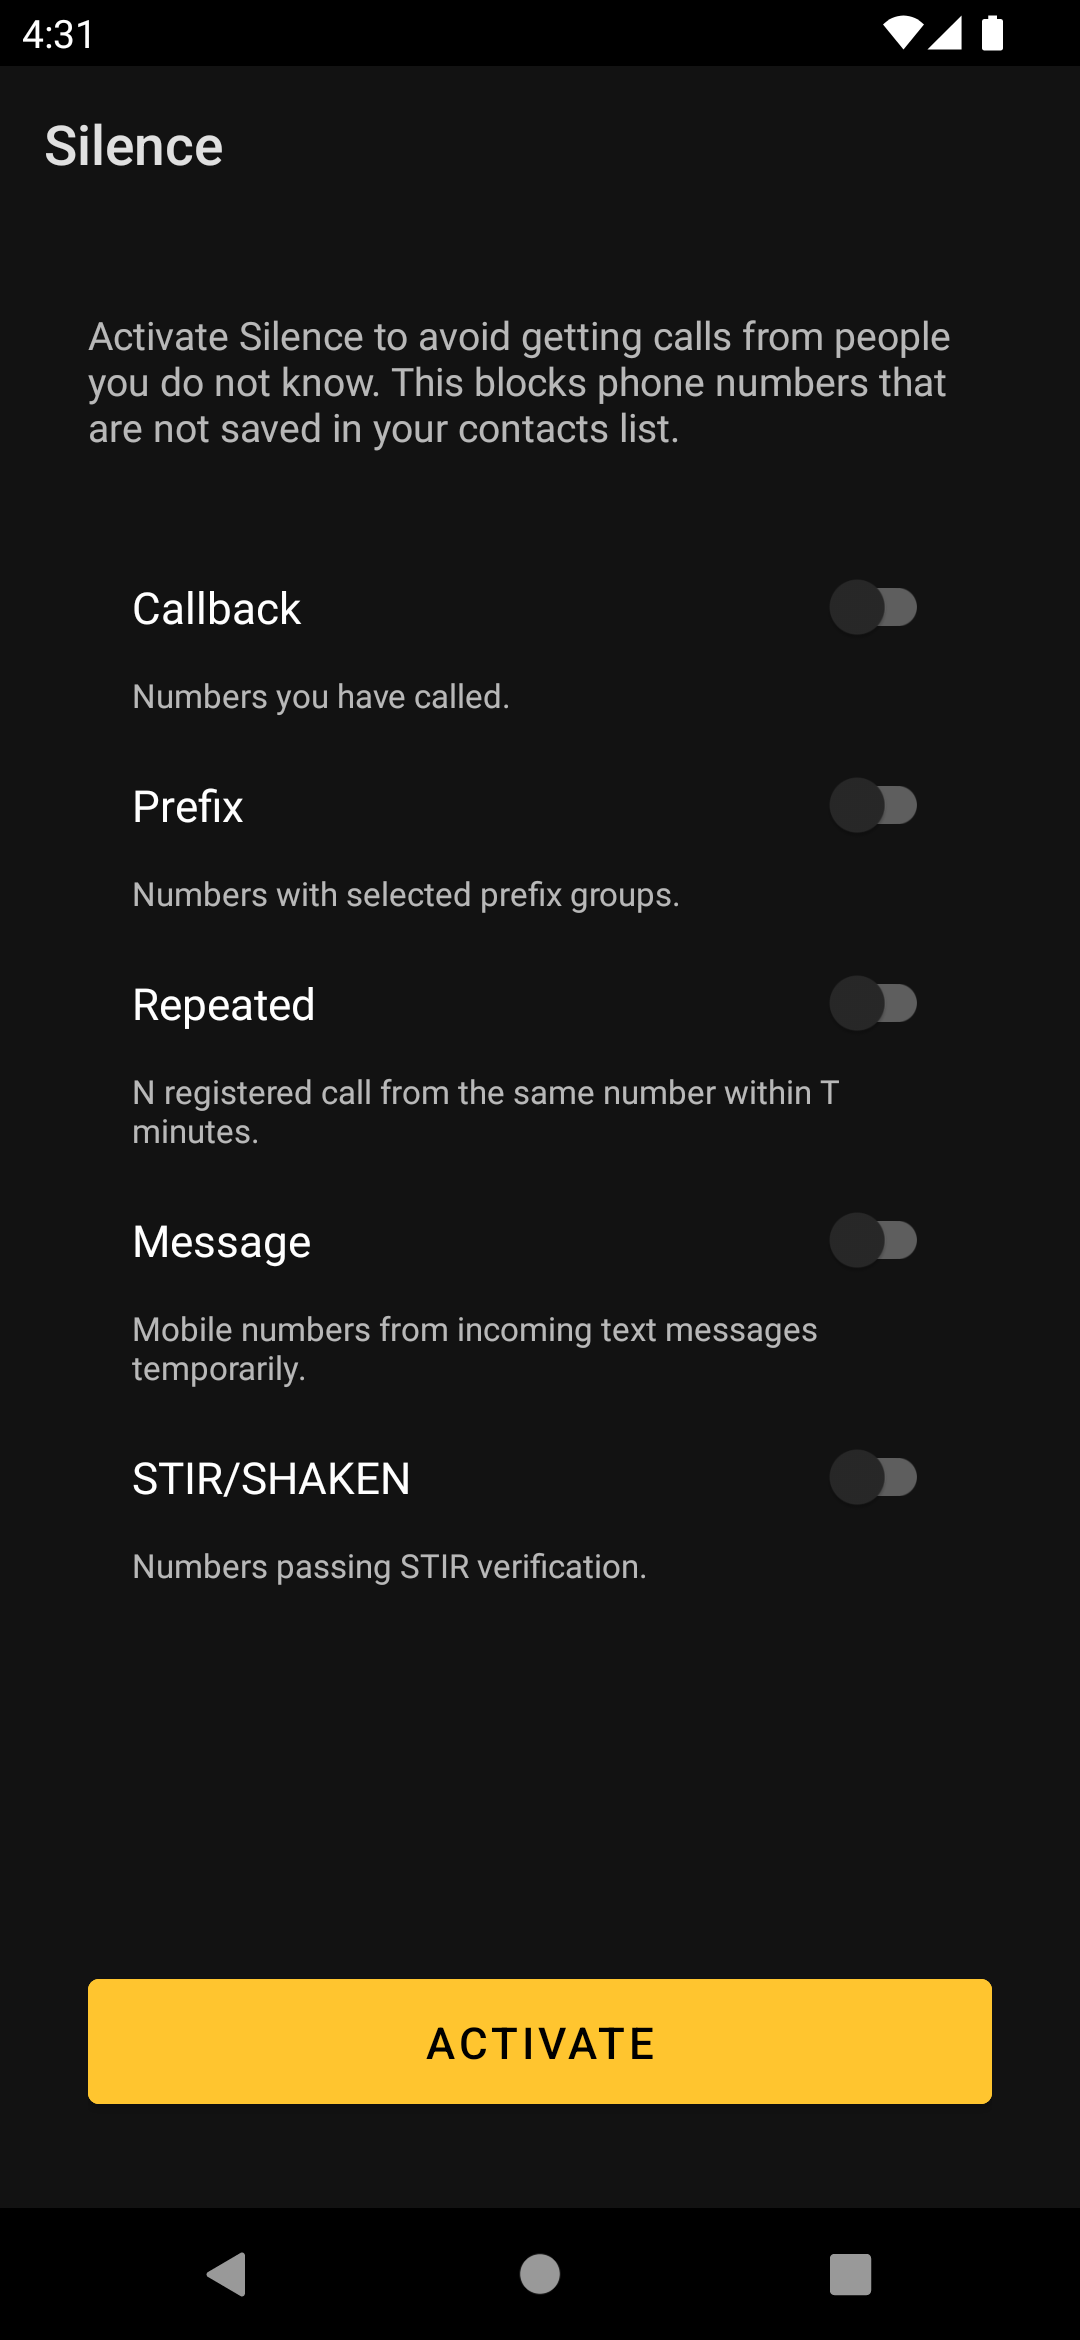 4:31
Silence
Activate Silence to avoid getting calls from people
you do not know. This blocks phone numbers that
are not saved in your contacts list.
Callback
Numbers you have called.
Prefix
Numbers with selected prefix groups.
Repeated
N registered call from the same number within T
minutes.
Message
Mobile numbers from incoming text messages
temporarily.
STIR/SHAKEN
Numbers passing STIR verification.
ACTIVATE